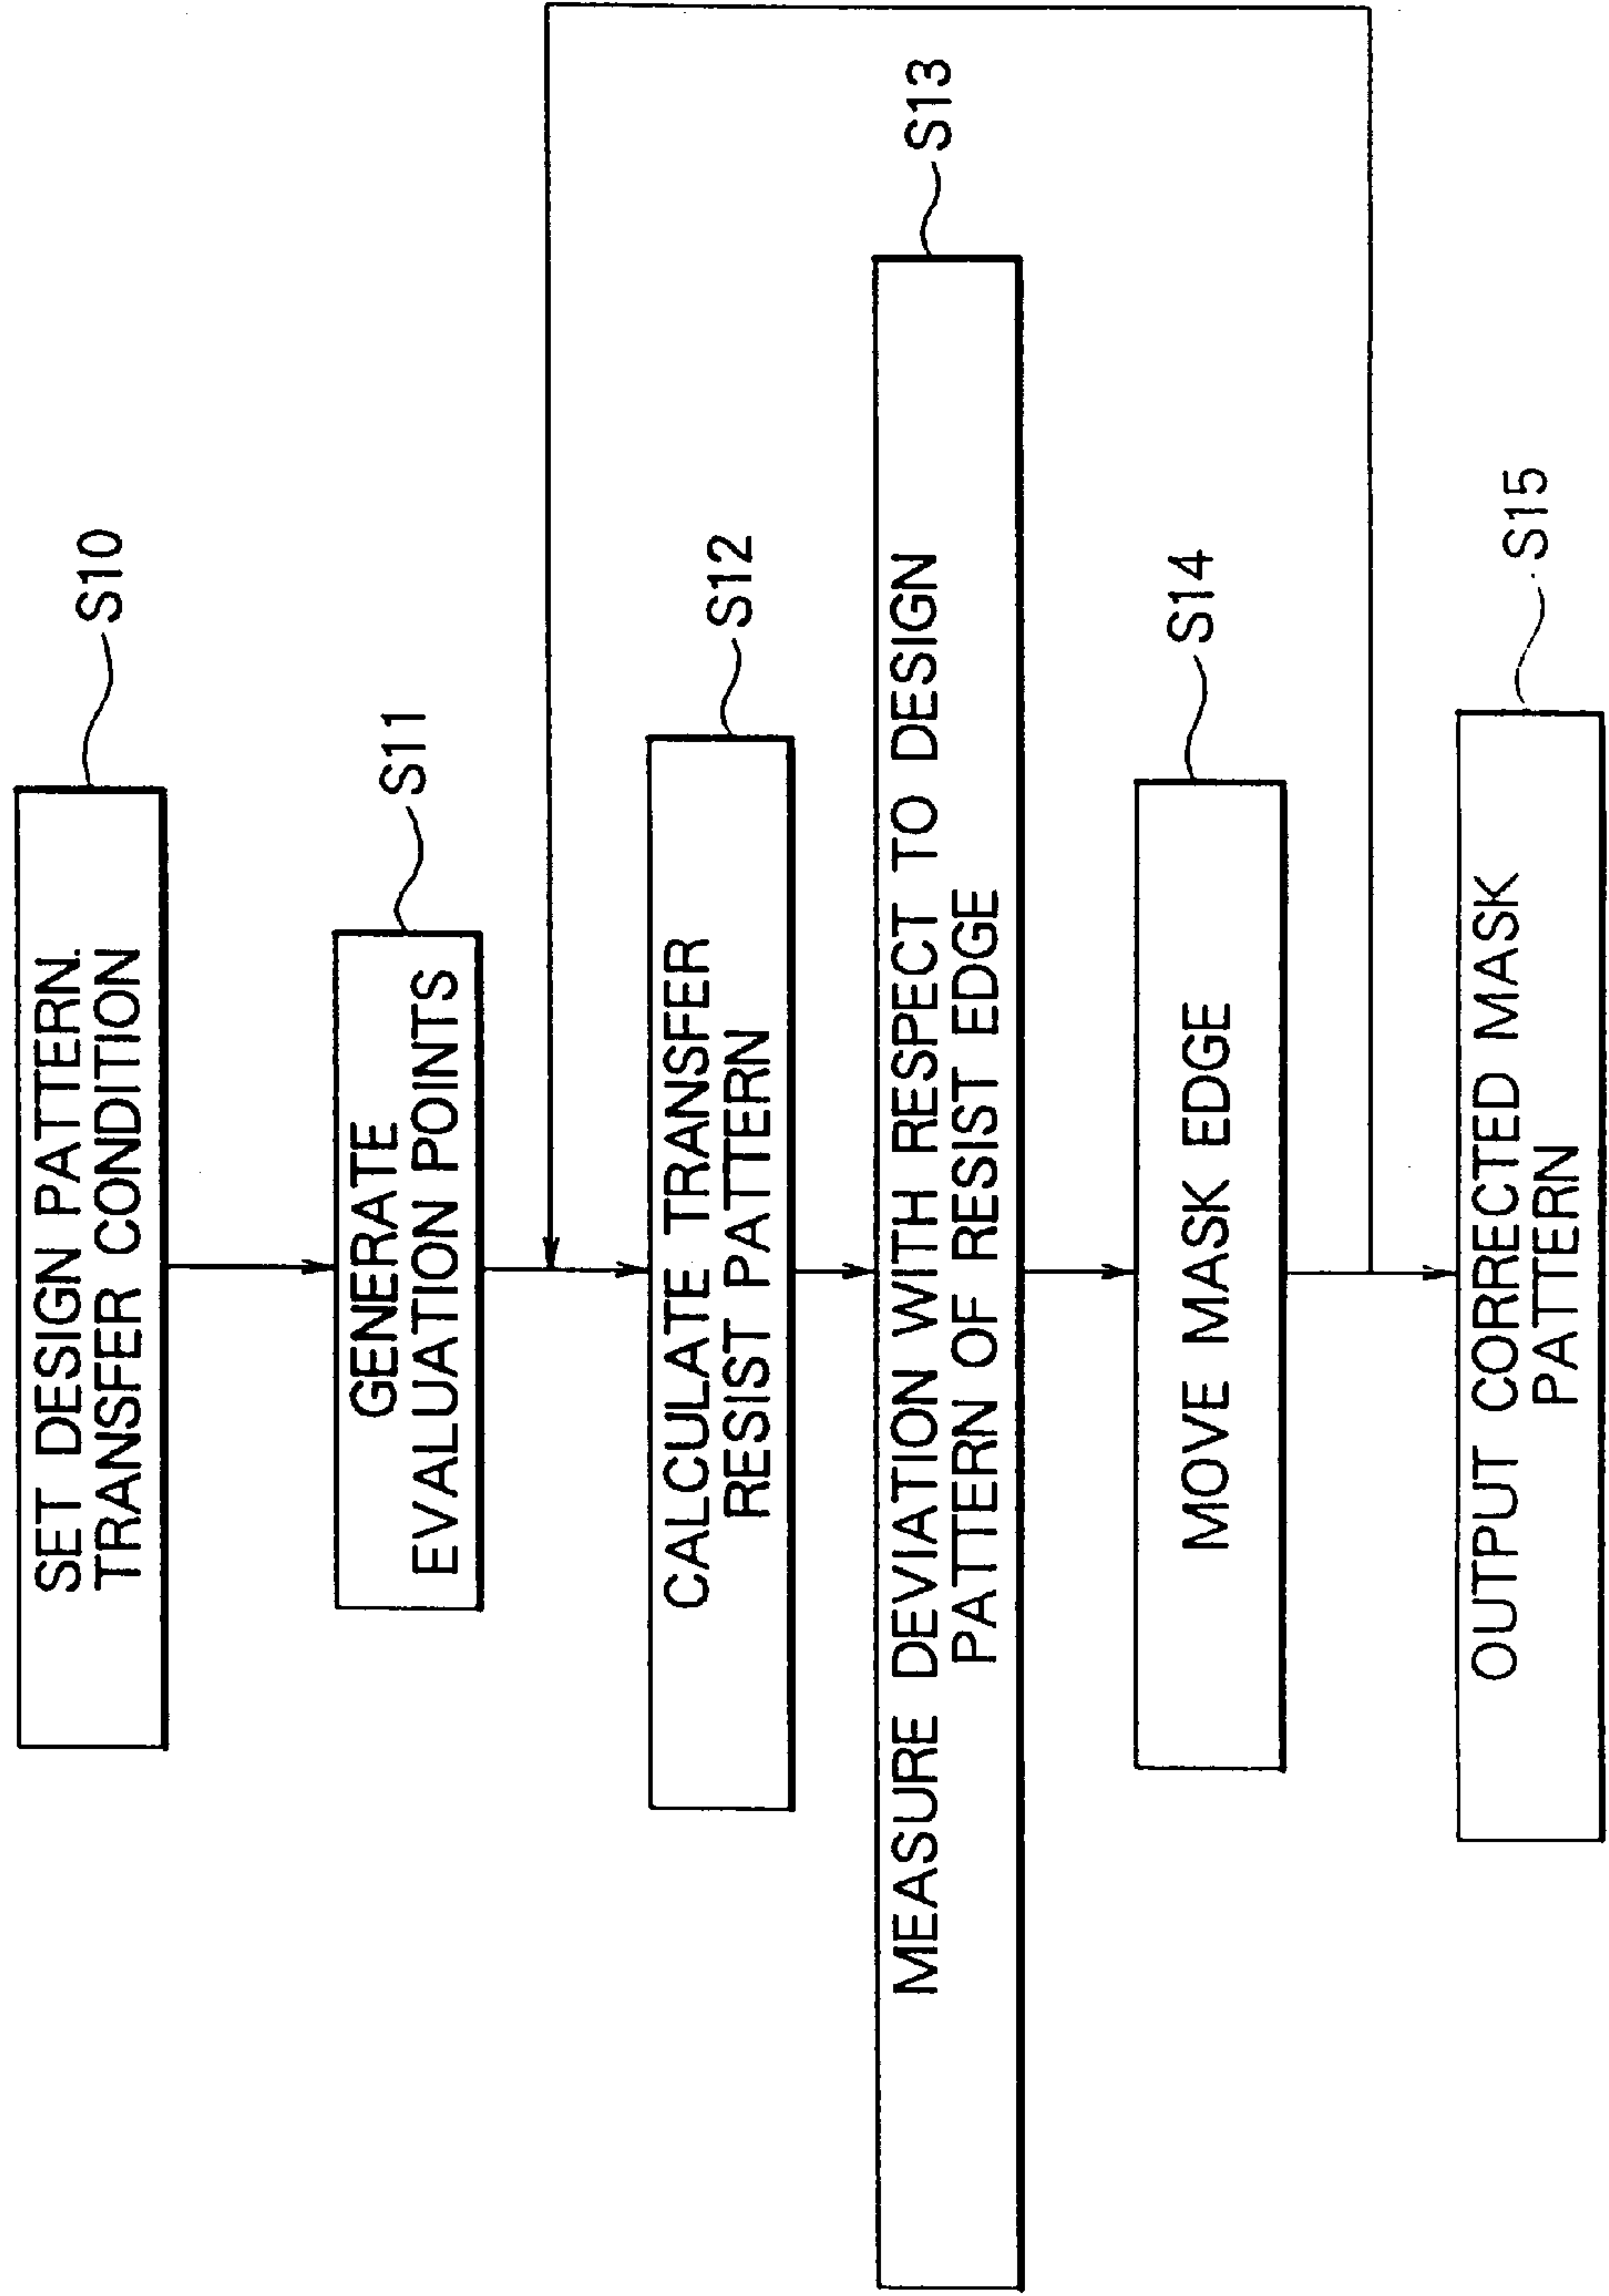 SET DESIGN PATTERN.
TRANSFER CONDITION
S10
GENERATE
EVALUATION POINTS
S11
CALCULATE TRANSFER
RESIST PATTERN
S12
MEASURE DEVIATION WITH RESPECT TO DESIGN
PATTERN OF RESIST EDGE
S13
MOVE MASK EDGE
S14
OUTPUT CORRECTED MASK
PATTERN
S15